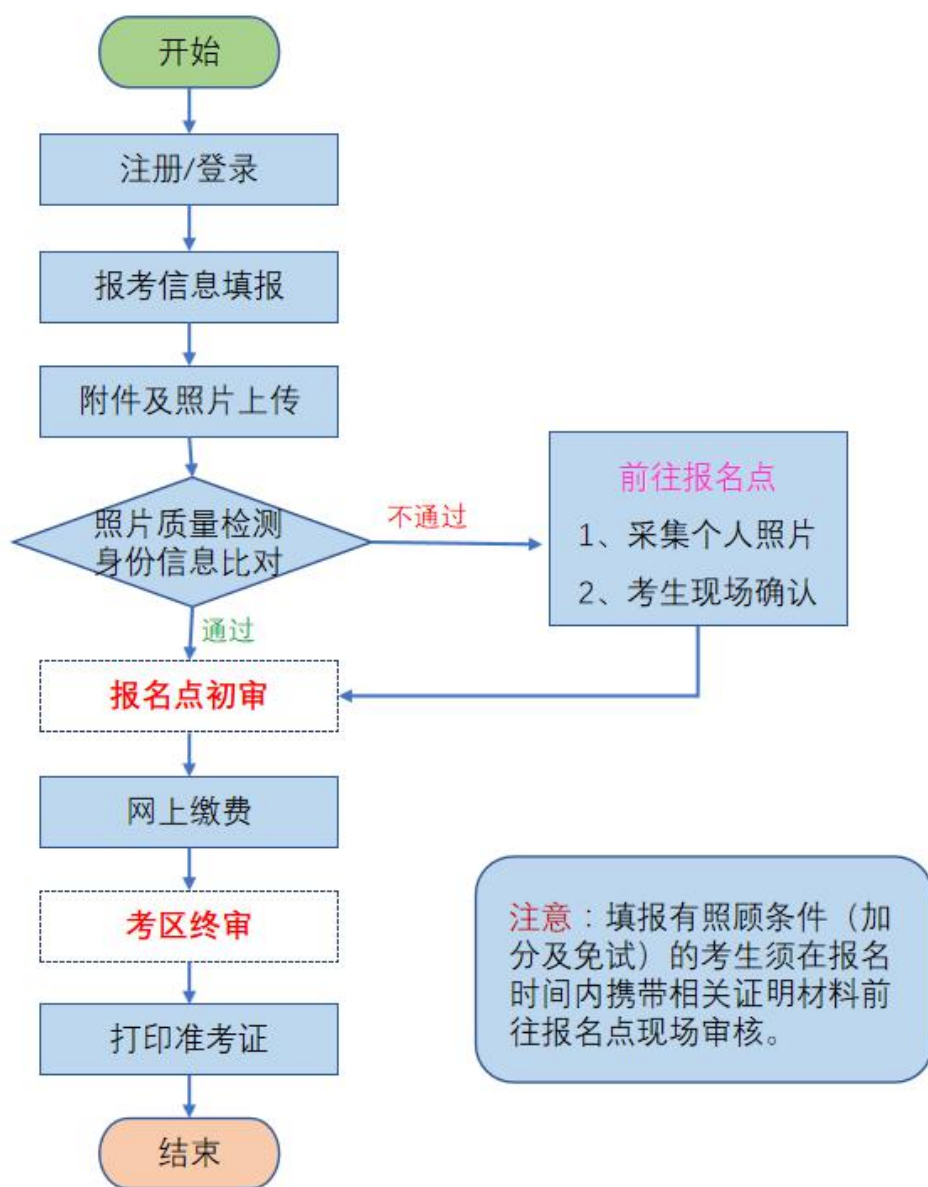 开始
注册/登录
报考信息填报
附件及照片上传
照片质量检测
身份信息比对
不通过
前往报名点
1、采集个人照片
2、考生现场确认
通过
报名点初审
网上缴费
考区终审
打印准考证
结束
注意：填报有照顾条件（加
分及免试）的考生须在报名
时间内携带相关证明材料前
往报名点现场审核。